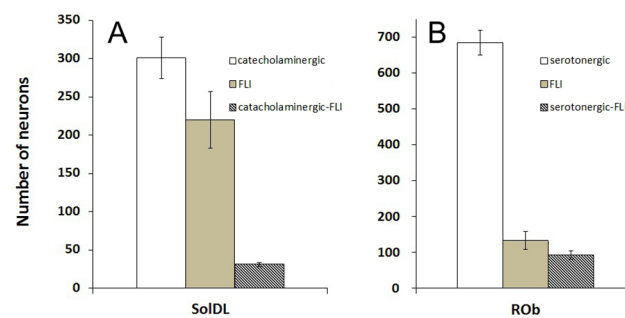 A
B
Number of neurons
350
300
250
200
150
100
50
0
catecholaminergic
FLI
catacholaminergic-FLI
SolDL
700
600
500
400
300
200
100
0
serotonergic
FLI
serotonergic-FLI
ROb